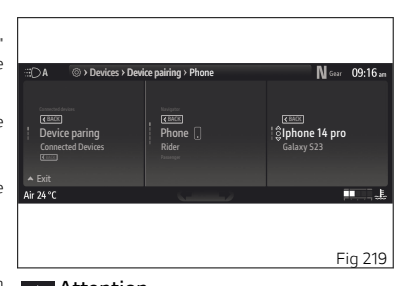 A > Devices > Device pairing > Phone N Gear 09:16 am
Connected devices
BACK
Device paring
Connected Devices
Exit
Navigator
BACK
Phone
Rider
Passenger
BACK
Iphone 14 pro
Galaxy S23
Air 24 °C
Fig 219
Attention